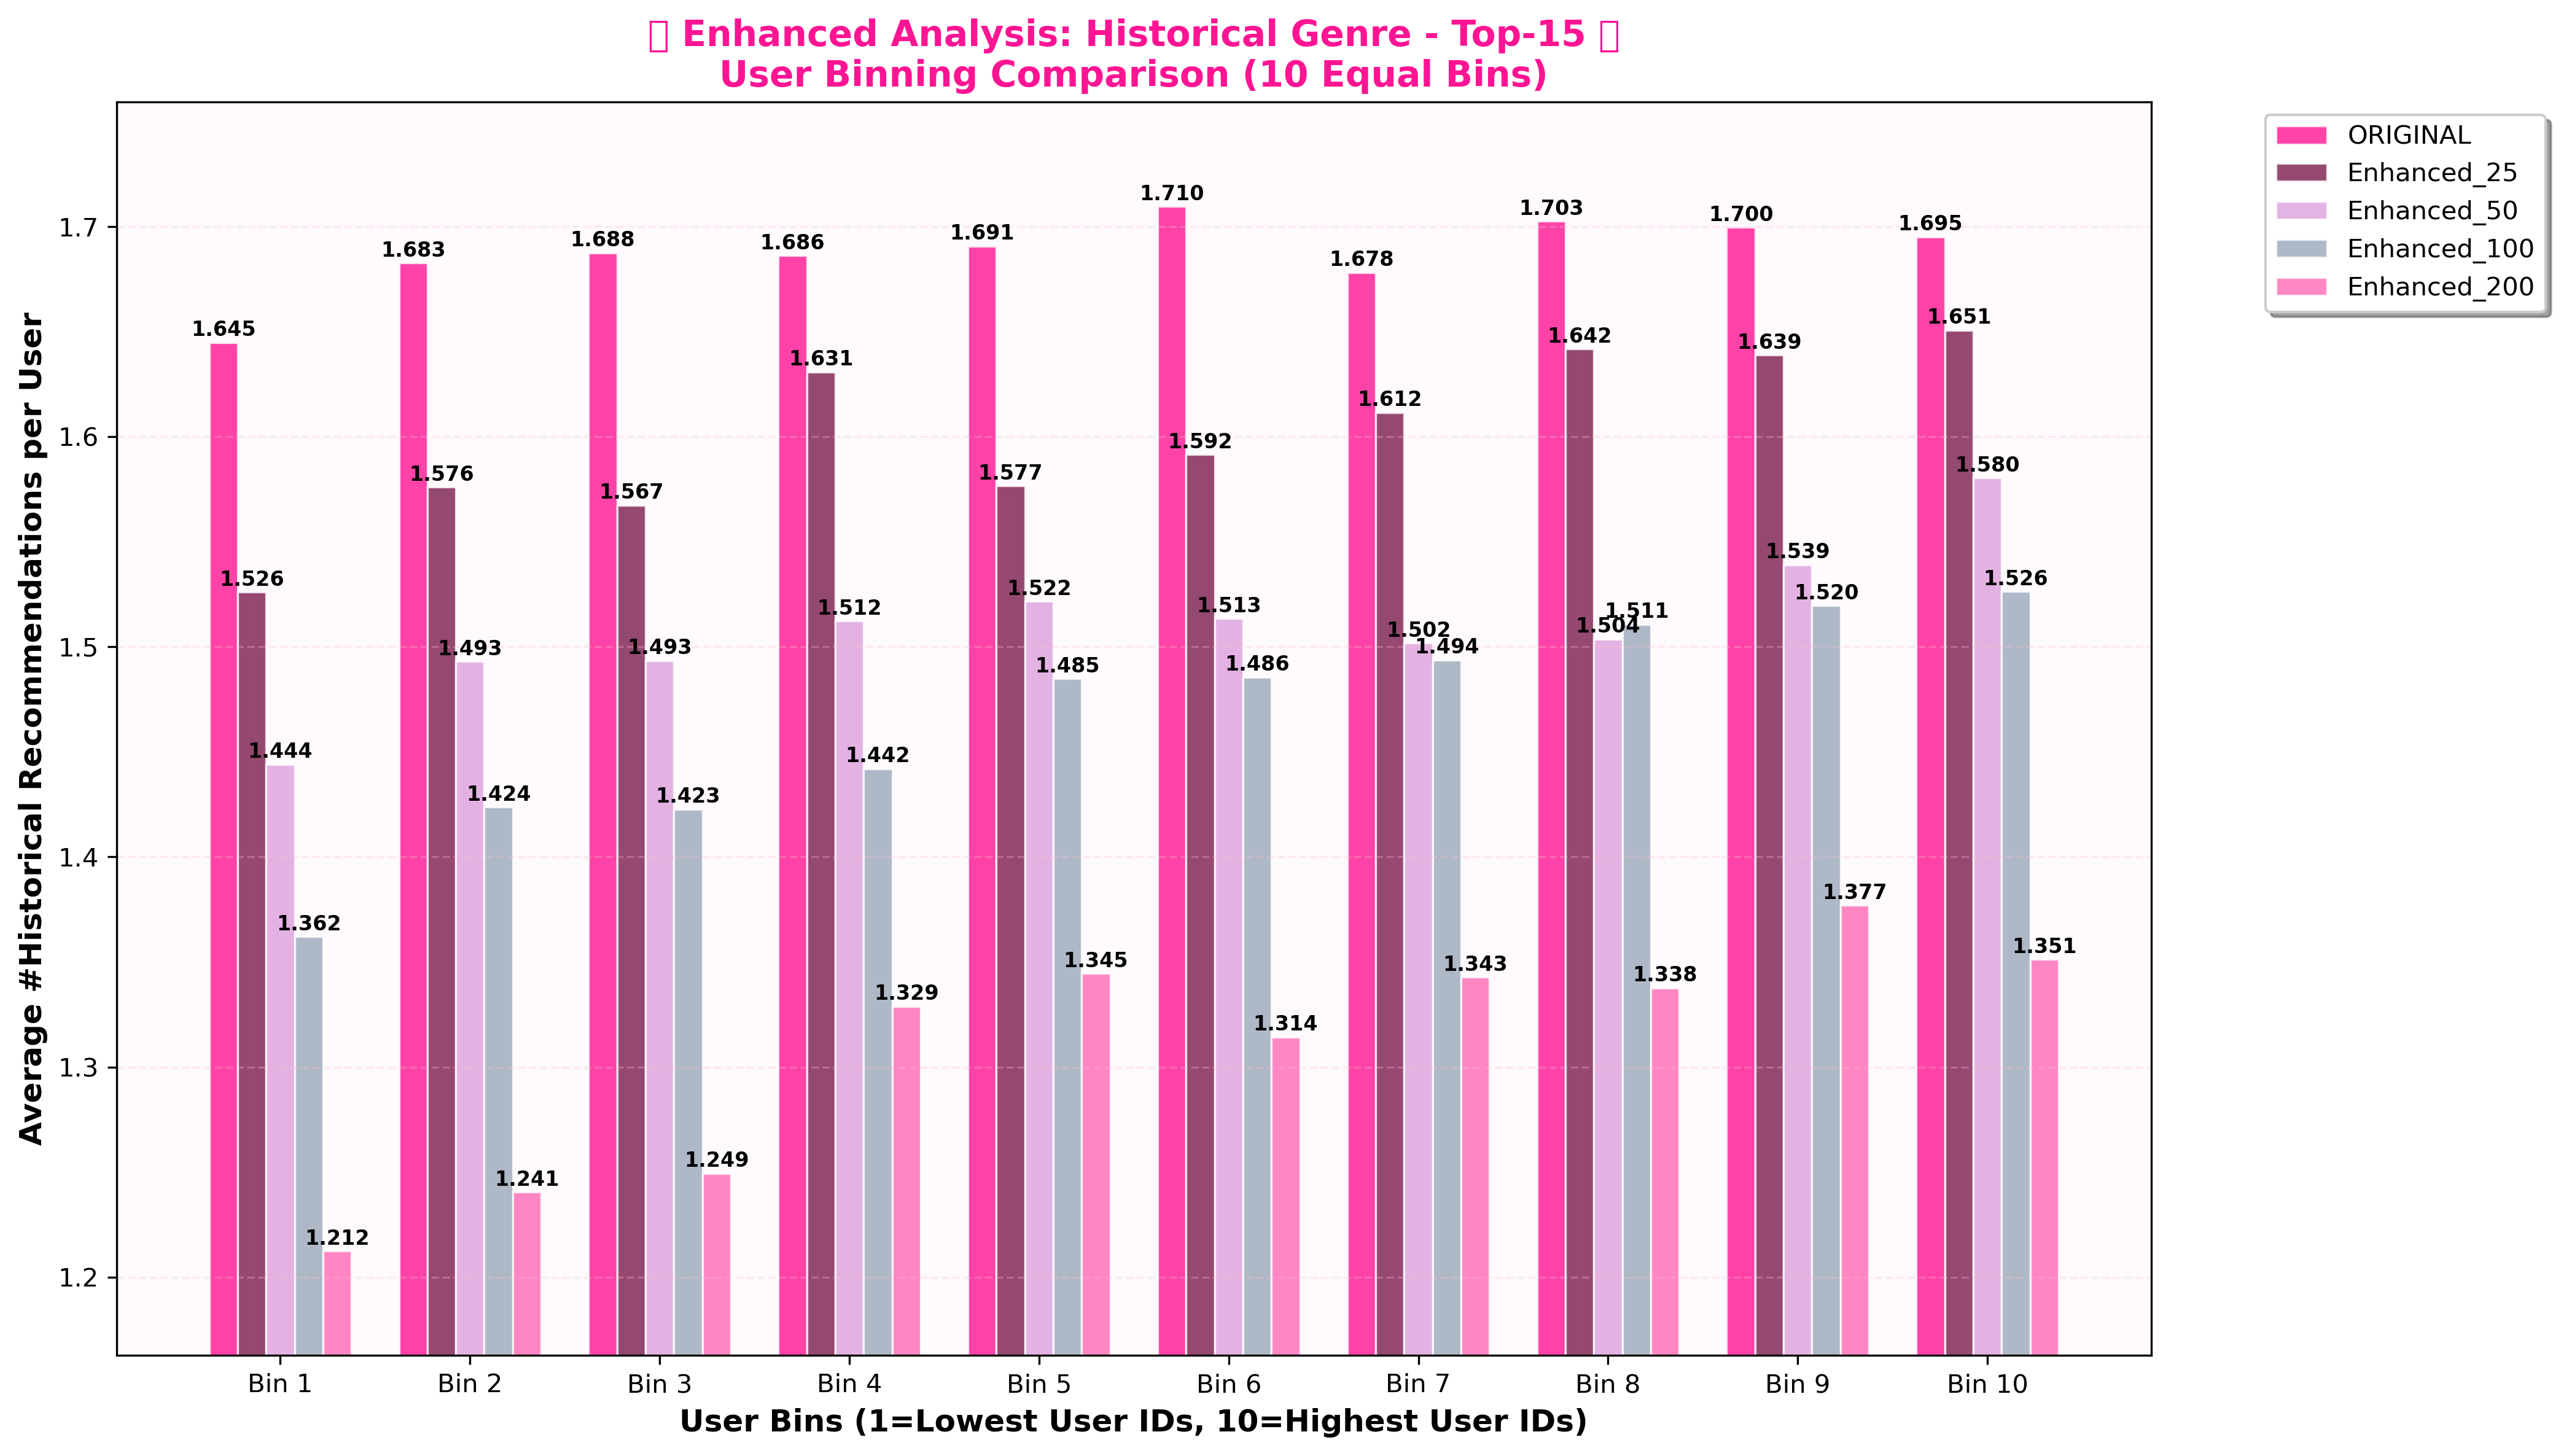 Enhanced Analysis: Historical Genre - Top-15
User Binning Comparison (10 Equal Bins)
ORIGINAL
Enhanced_25
Enhanced_50
Enhanced_100
Enhanced_200
Average #Historical Recommendations per User
1.7
1.6
1.5
1.4
1.3
1.2
1.645
1.526
1.444
1.362
1.212
1.683
1.576
1.493
1.424
1.241
1.688
1.567
1.493
1.423
1.249
1.686
1.631
1.512
1.442
1.329
1.691
1.577
1.522
1.485
1.345
1.710
1.592
1.513
1.486
1.314
1.678
1.612
1.502
1.494
1.343
1.703
1.642
1.504
1.511
1.338
1.700
1.639
1.539
1.520
1.377
1.695
1.651
1.580
1.526
1.351
Bin 1
Bin 2
Bin 3
Bin 4
Bin 5
Bin 6
Bin 7
Bin 8
Bin 9
Bin 10
User Bins (1=Lowest User IDs, 10=Highest User IDs)